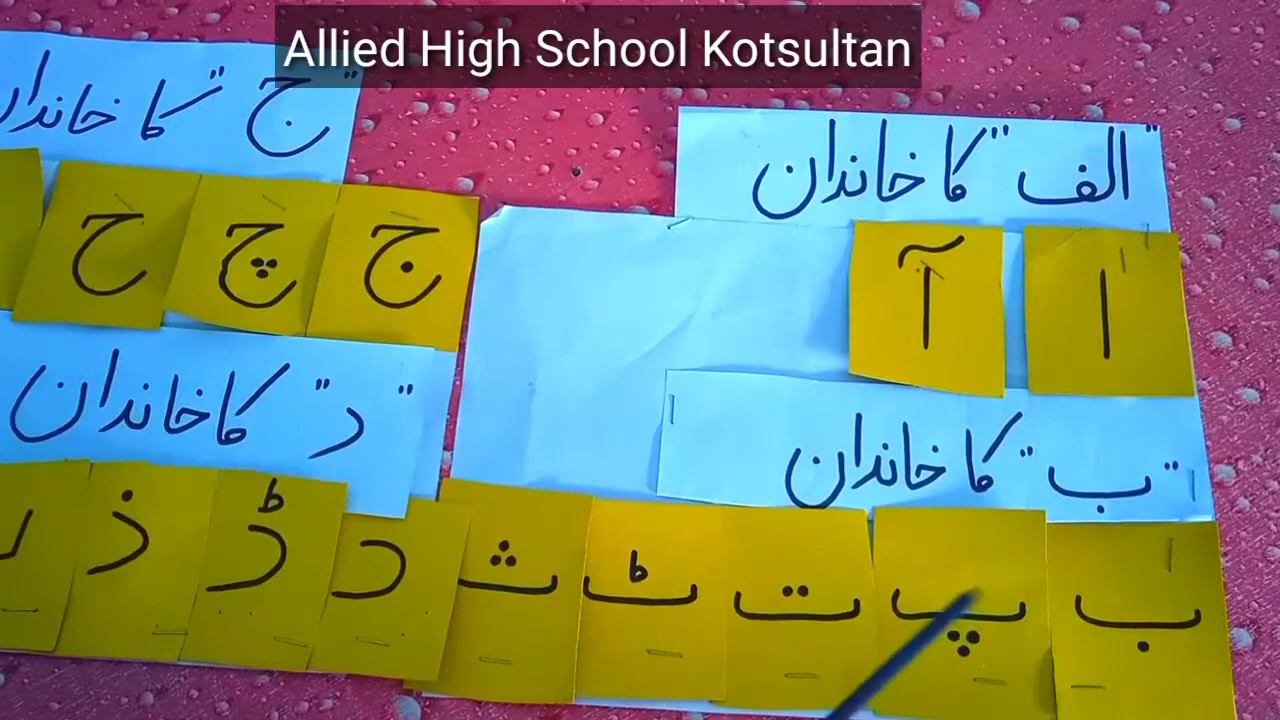 Allied High School Kotsultan
"الف" کا خاندان
ا آ
"ب" کا خاندان
ب پ ت ٹ ث
"ج" کا خاندان
ج چ ح
"د" کا خاندان
د ڈ ذ